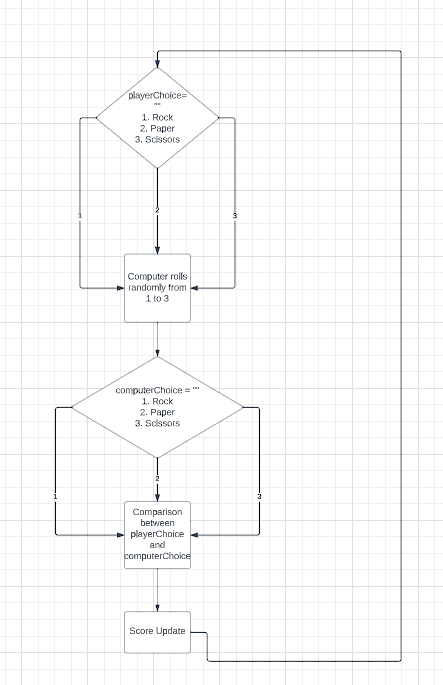 playerChoice=
""
1. Rock
2. Paper
3. Scissors
1
2
3
Computer rolls
randomly from
1 to 3
computerChoice = ""
1. Rock
2. Paper
3. Scissors
1
2
3
Comparison
between
playerChoice
and
computerChoice
Score Update